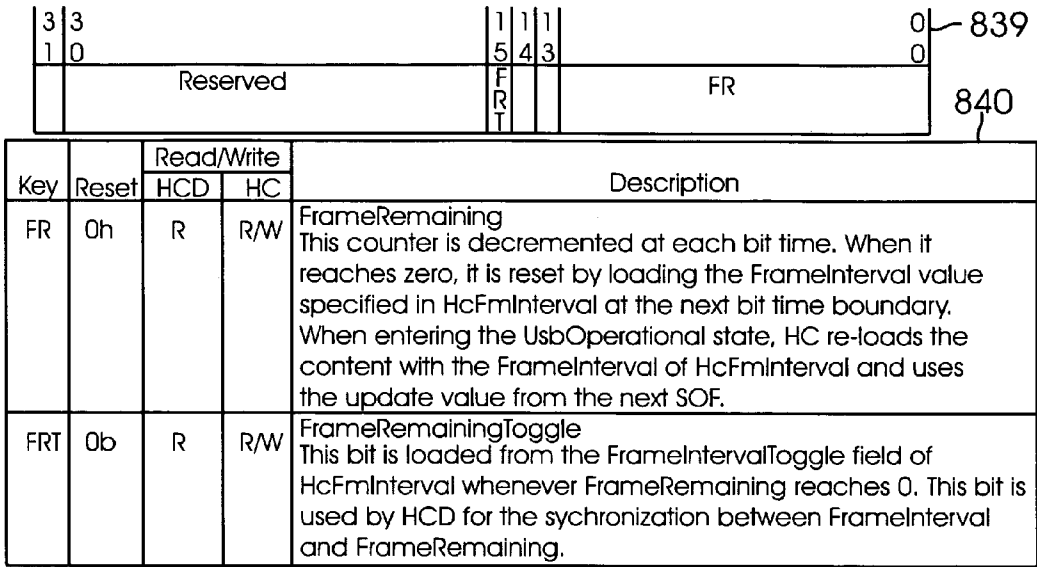 3 3 1 1 1 0 839
1 0 5 4 3 0
Reserved FRT FR
840
Read/Write
Key Reset HCD HC Description
FR 0h R R/W FrameRemaining
This counter is decremented at each bit time. When it
reaches zero, it is reset by loading the FrameInterval value
specified in HcFmInterval at the next bit time boundary.
When entering the UsbOperational state, HC re-loads the
content with the FrameInterval of HcFmInterval and uses
the update value from the next SOF.
FRT 0b R R/W FrameRemainingToggle
This bit is loaded from the FrameIntervalToggle field of
HcFmInterval whenever FrameRemaining reaches 0. This bit is
used by HCD for the sychronization between FrameInterval
and FrameRemaining.